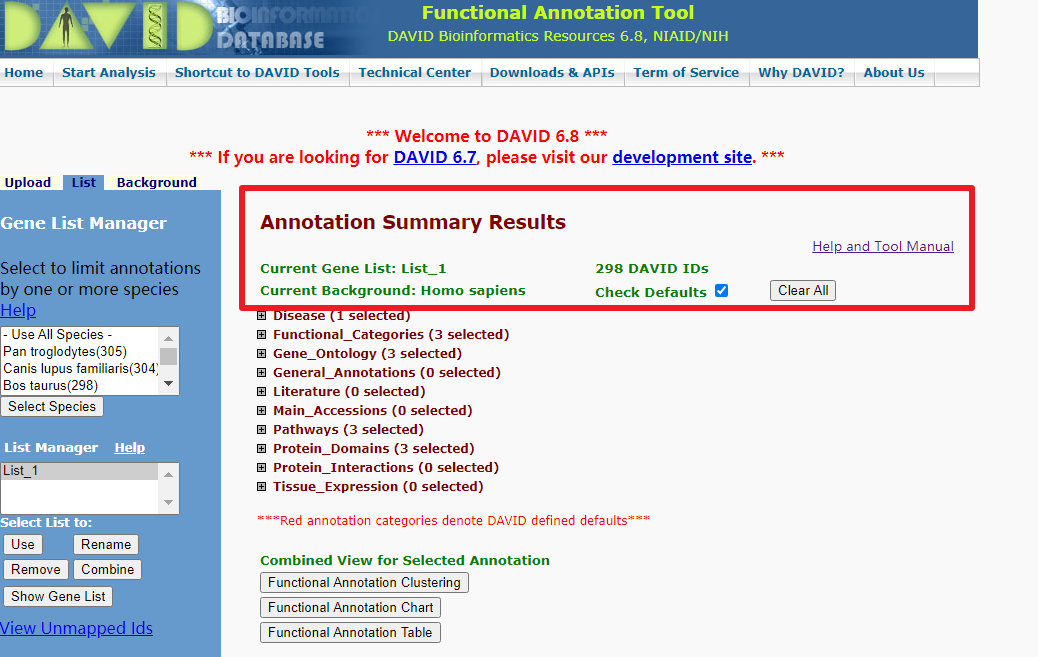 DAVID BIOINFORMATICS
DATABASE
Functional Annotation Tool
DAVID Bioinformatics Resources 6.8, NIAID/NIH
Home Start Analysis Shortcut to DAVID Tools Technical Center Downloads & APIs Term of Service Why DAVID? About Us
*** Welcome to DAVID 6.8 ***
*** If you are looking for DAVID 6.7, please visit our development site. ***
Upload List Background
Gene List Manager
Select to limit annotations
by one or more species
Help
- Use All Species -
Pan troglodytes(305)
Canis lupus familiaris(304)
Bos taurus(298)
Select Species
List Manager Help
List_1
Select List to:
Use Rename
Remove Combine
Show Gene List
View Unmapped Ids
Annotation Summary Results
Help and Tool Manual
Current Gene List: List_1 298 DAVID IDs
Current Background: Homo sapiens Check Defaults Clear All
Disease (1 selected)
Functional_Categories (3 selected)
Gene_Ontology (3 selected)
General_Annotations (0 selected)
Literature (0 selected)
Main_Accessions (0 selected)
Pathways (3 selected)
Protein_Domains (3 selected)
Protein_Interactions (0 selected)
Tissue_Expression (0 selected)
***Red annotation categories denote DAVID defined defaults***
Combined View for Selected Annotation
Functional Annotation Clustering
Functional Annotation Chart
Functional Annotation Table